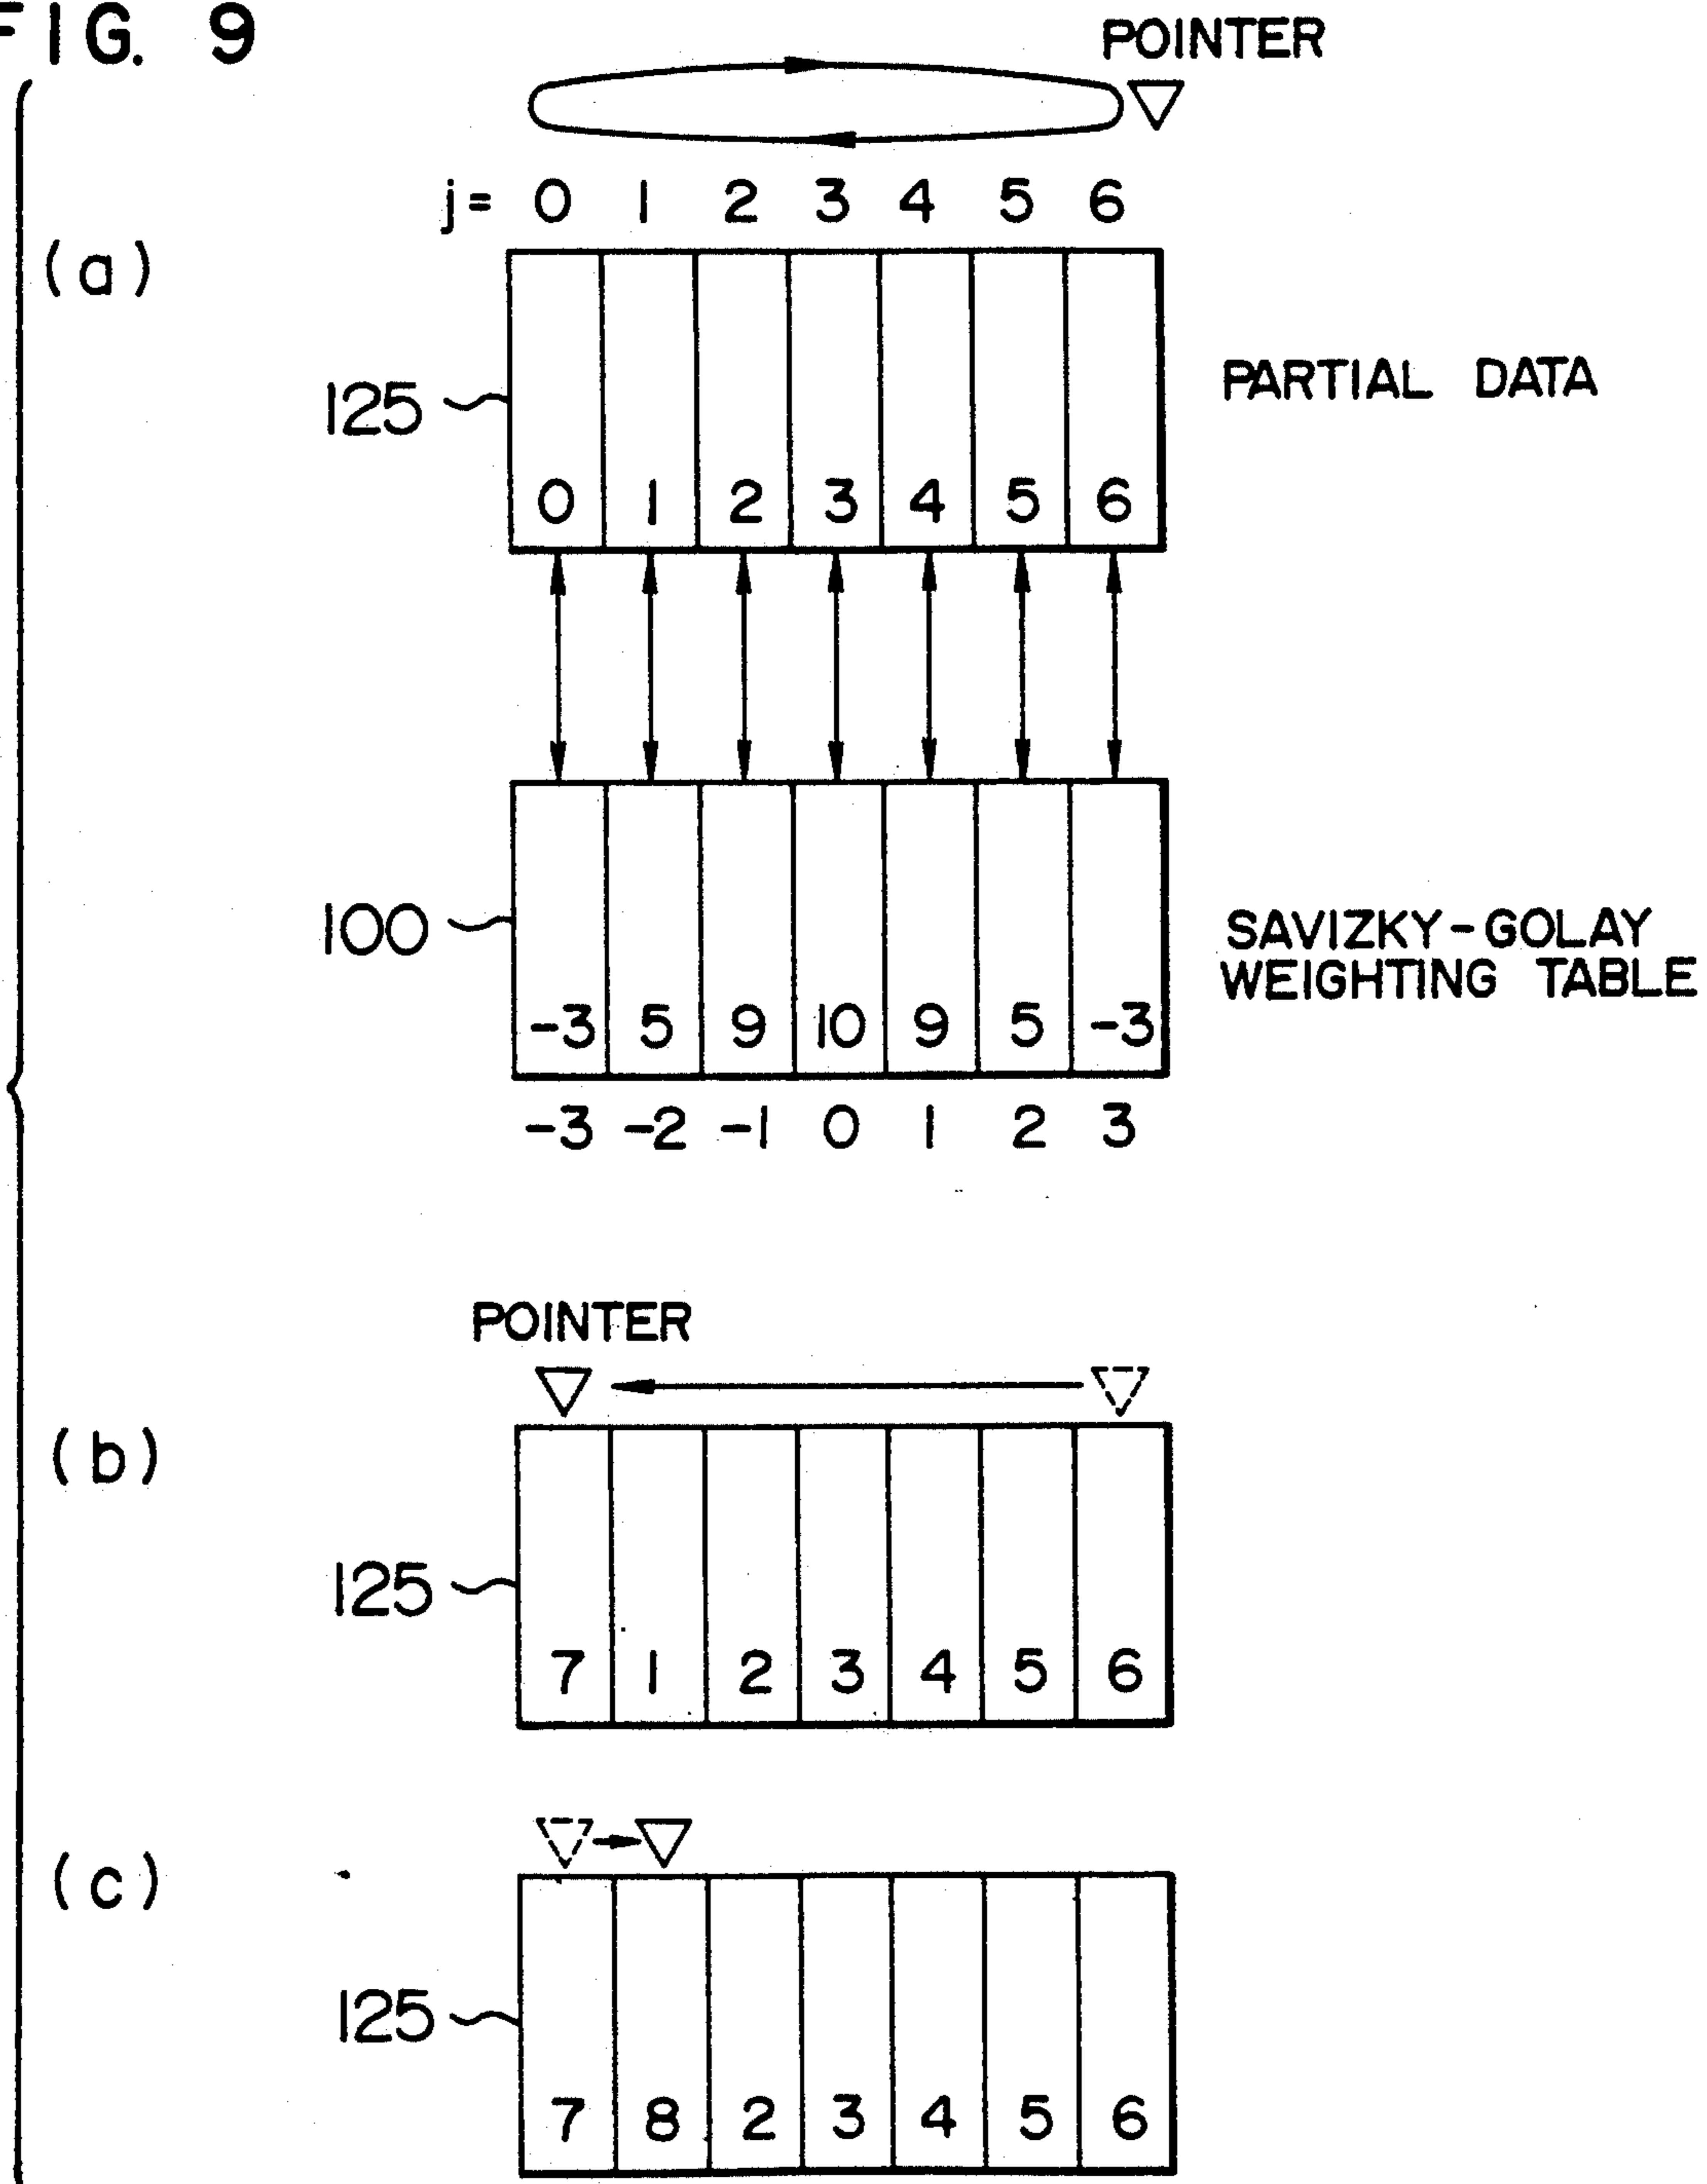 FIG. 9
POINTER
j= 0 1 2 3 4 5 6
(a)
125
PARTIAL DATA
0 1 2 3 4 5 6
100
SAVIZKY-GOLAY
WEIGHTING TABLE
-3 5 9 10 9 5 -3
-3 -2 -1 0 1 2 3
POINTER
(b)
125
7 1 2 3 4 5 6
(c)
125
7 8 2 3 4 5 6